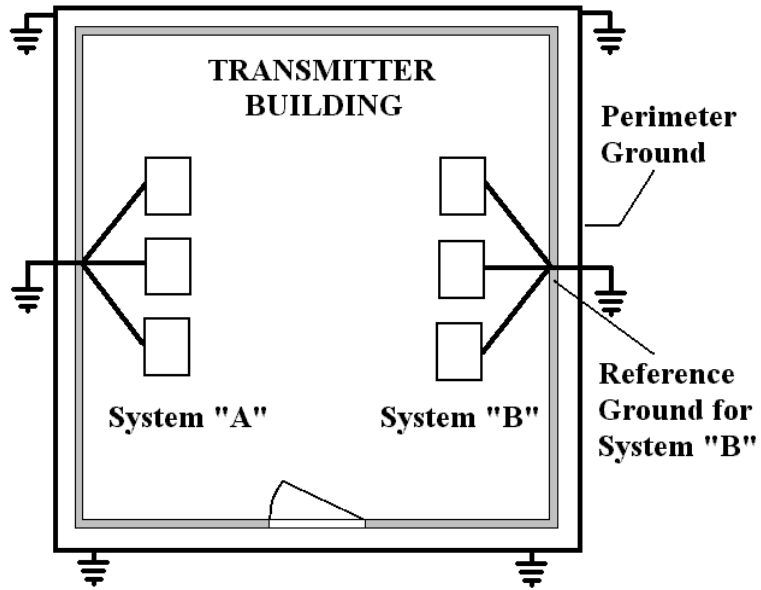 TRANSMITTER
BUILDING
Perimeter
Ground
System "A"
System "B"
Reference
Ground for
System "B"